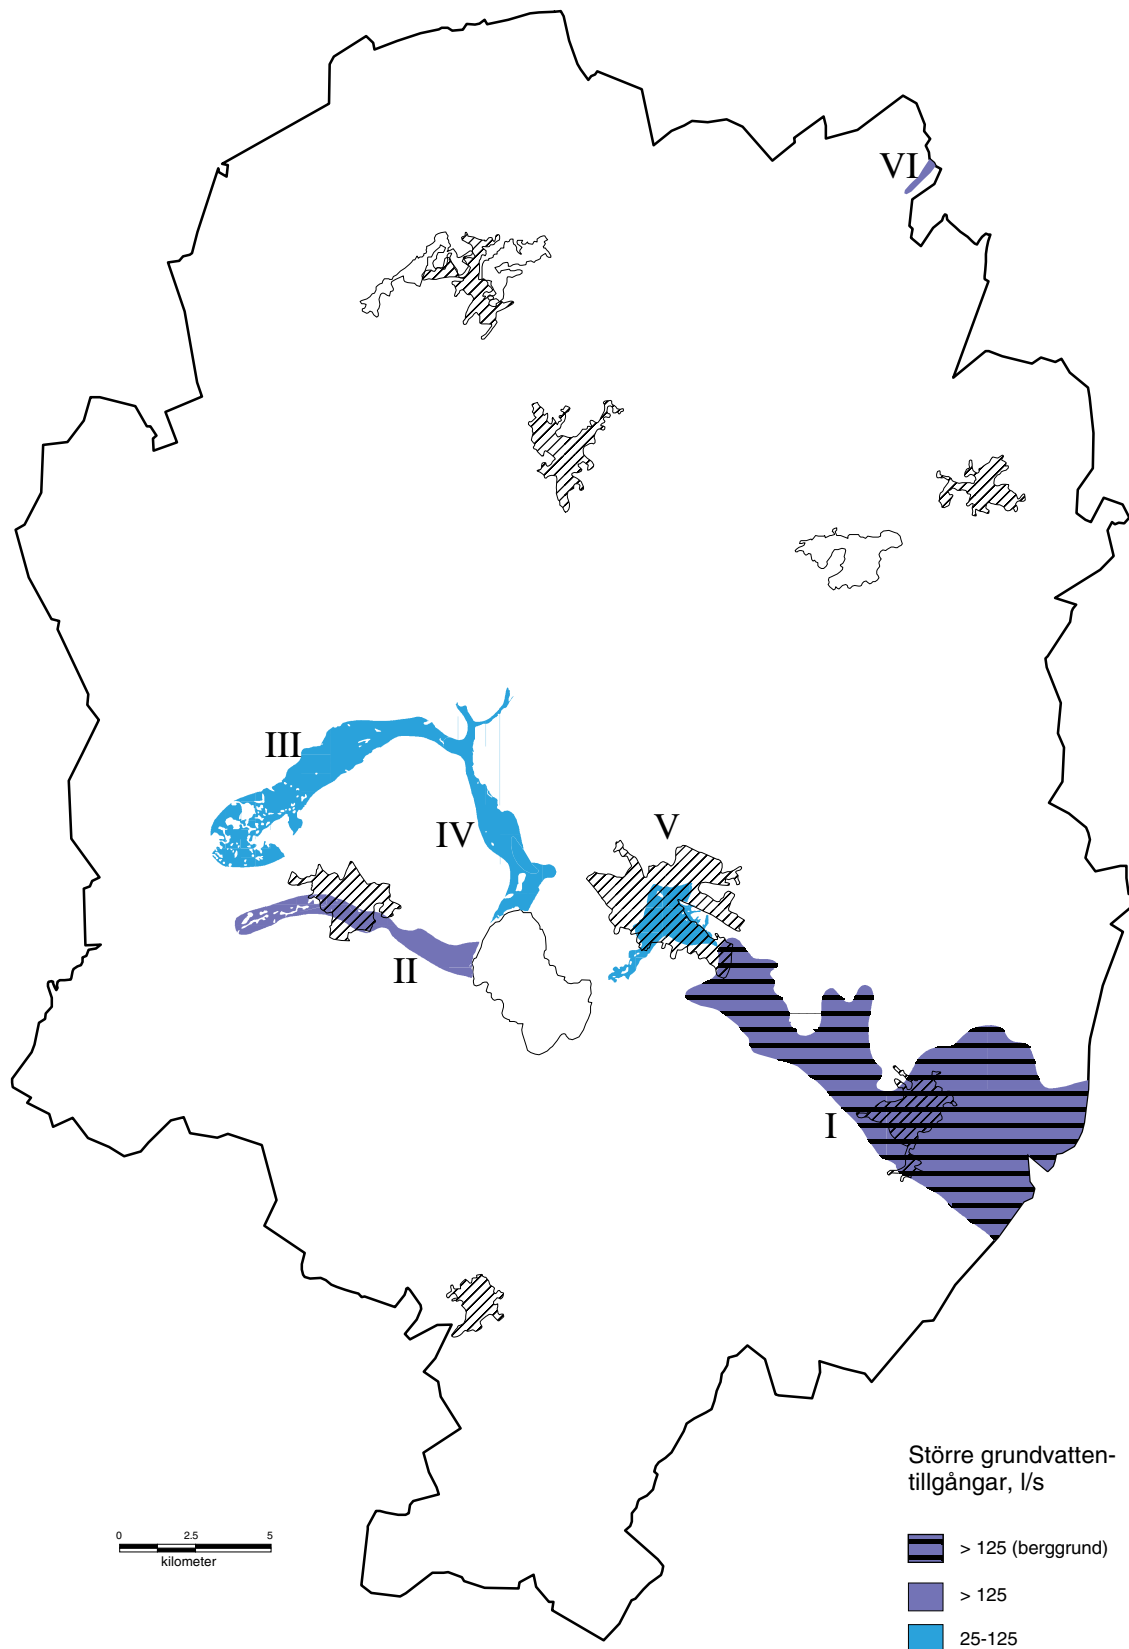 VI
III
IV
V
II
I
Större grundvatten-
tillgångar, l/s
0 2.5 5
kilometer
> 125 (berggrund)
> 125
25-125